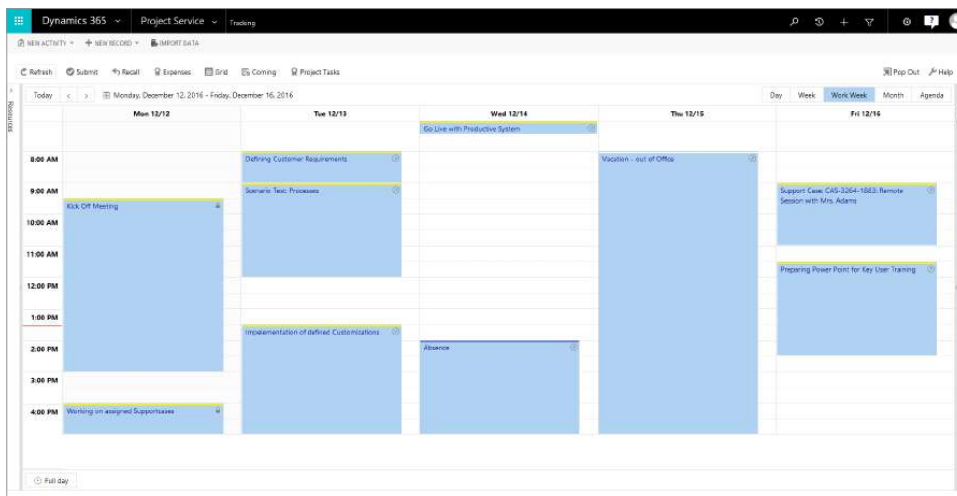 Dynamics 365 Project Service Tracking
NEW ACTIVITY NEW RECORD IMPORT DATA
Refresh Submit Recall Expenses Grid Coming Project Tasks Pop Out Help
Today < > Monday, December 12, 2016 - Friday, December 16, 2016 Day Week Work Week Month Agenda
Resources
Mon 12/12 Tue 12/13 Wed 12/14 Thu 12/15 Fri 12/16
Go Live with Productive System
8:00 AM Defining Customer Requirements Vacation - out of Office
9:00 AM Scenario Test: Processes Support Case: CAS-3264-1883: Remote
Session with Mrs. Adams
Kick Off Meeting
10:00 AM
11:00 AM
Preparing Power Point for Key User Training
12:00 PM
1:00 PM
Impelementation of defined Customizations
2:00 PM Absence
3:00 PM
4:00 PM Working on assigned Supportcases
Full day